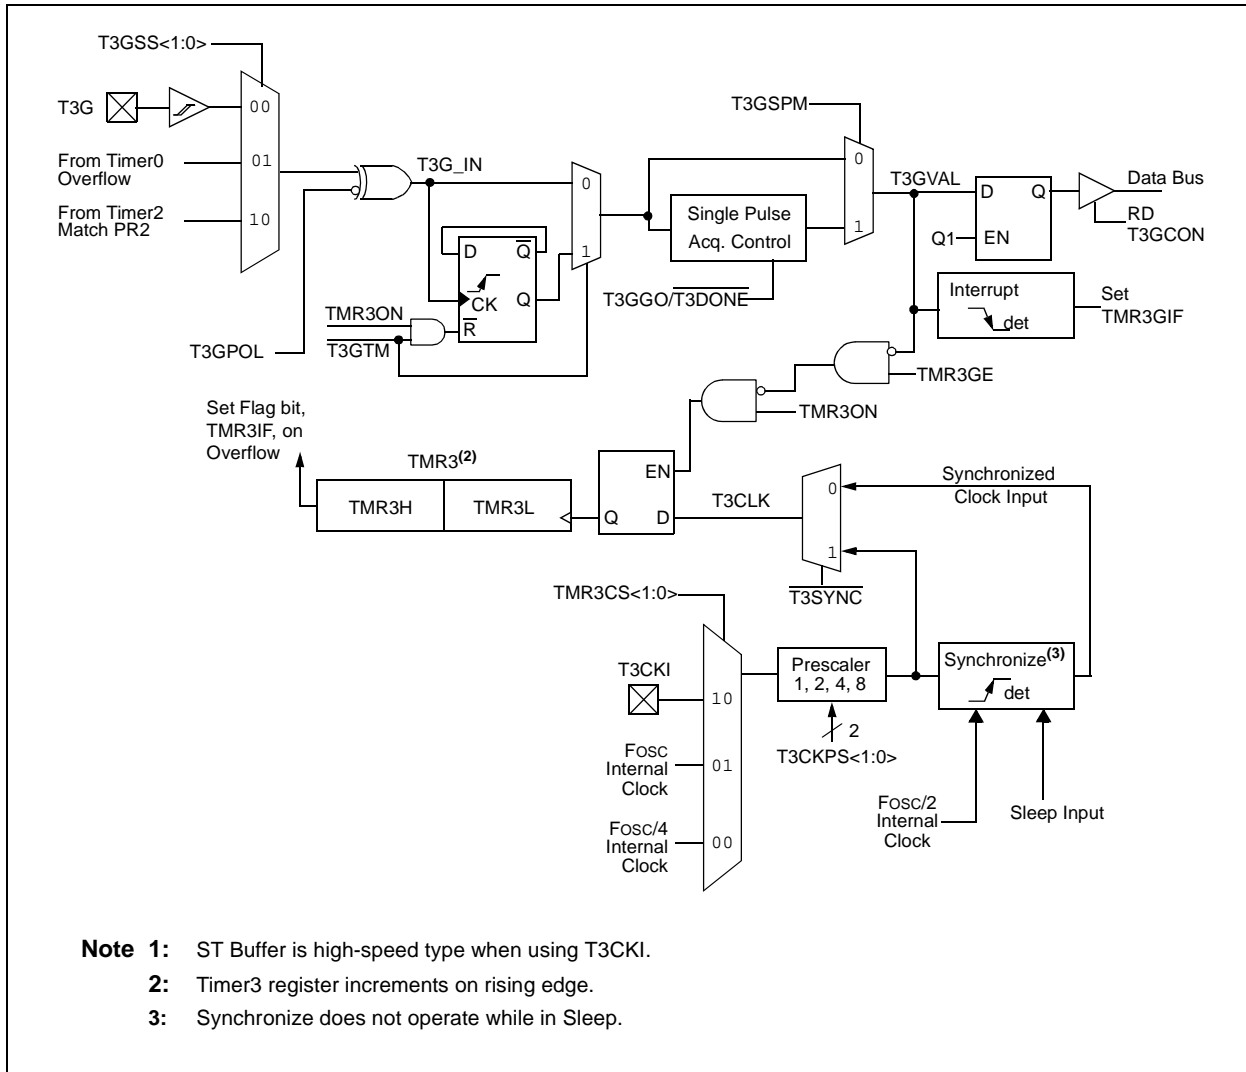 T3GSS<1:0>
T3G
00
From Timer0
Overflow
01
From Timer2
Match PR2
10
T3G_IN
0
1
D
Q
CK
Q
R
TMR3ON
T3GTM
T3GPOL
T3GSPM
Single Pulse
Acq. Control
T3GGO/T3DONE
0
1
T3GVAL
D
Q
Q1
EN
Data Bus
RD
T3GCON
Interrupt
det
Set
TMR3GIF
TMR3GE
TMR3ON
Set Flag bit,
TMR3IF, on
Overflow
TMR3(2)
TMR3H
TMR3L
EN
Q
D
T3CLK
0
1
T3SYNC
Synchronized
Clock Input
TMR3CS<1:0>
T3CKI
10
FOSC
Internal
Clock
01
FOSC/4
Internal
Clock
00
Prescaler
1, 2, 4, 8
2
T3CKPS<1:0>
Synchronize(3)
det
FOSC/2
Internal
Clock
Sleep Input
Note 1: ST Buffer is high-speed type when using T3CKI.
2: Timer3 register increments on rising edge.
3: Synchronize does not operate while in Sleep.